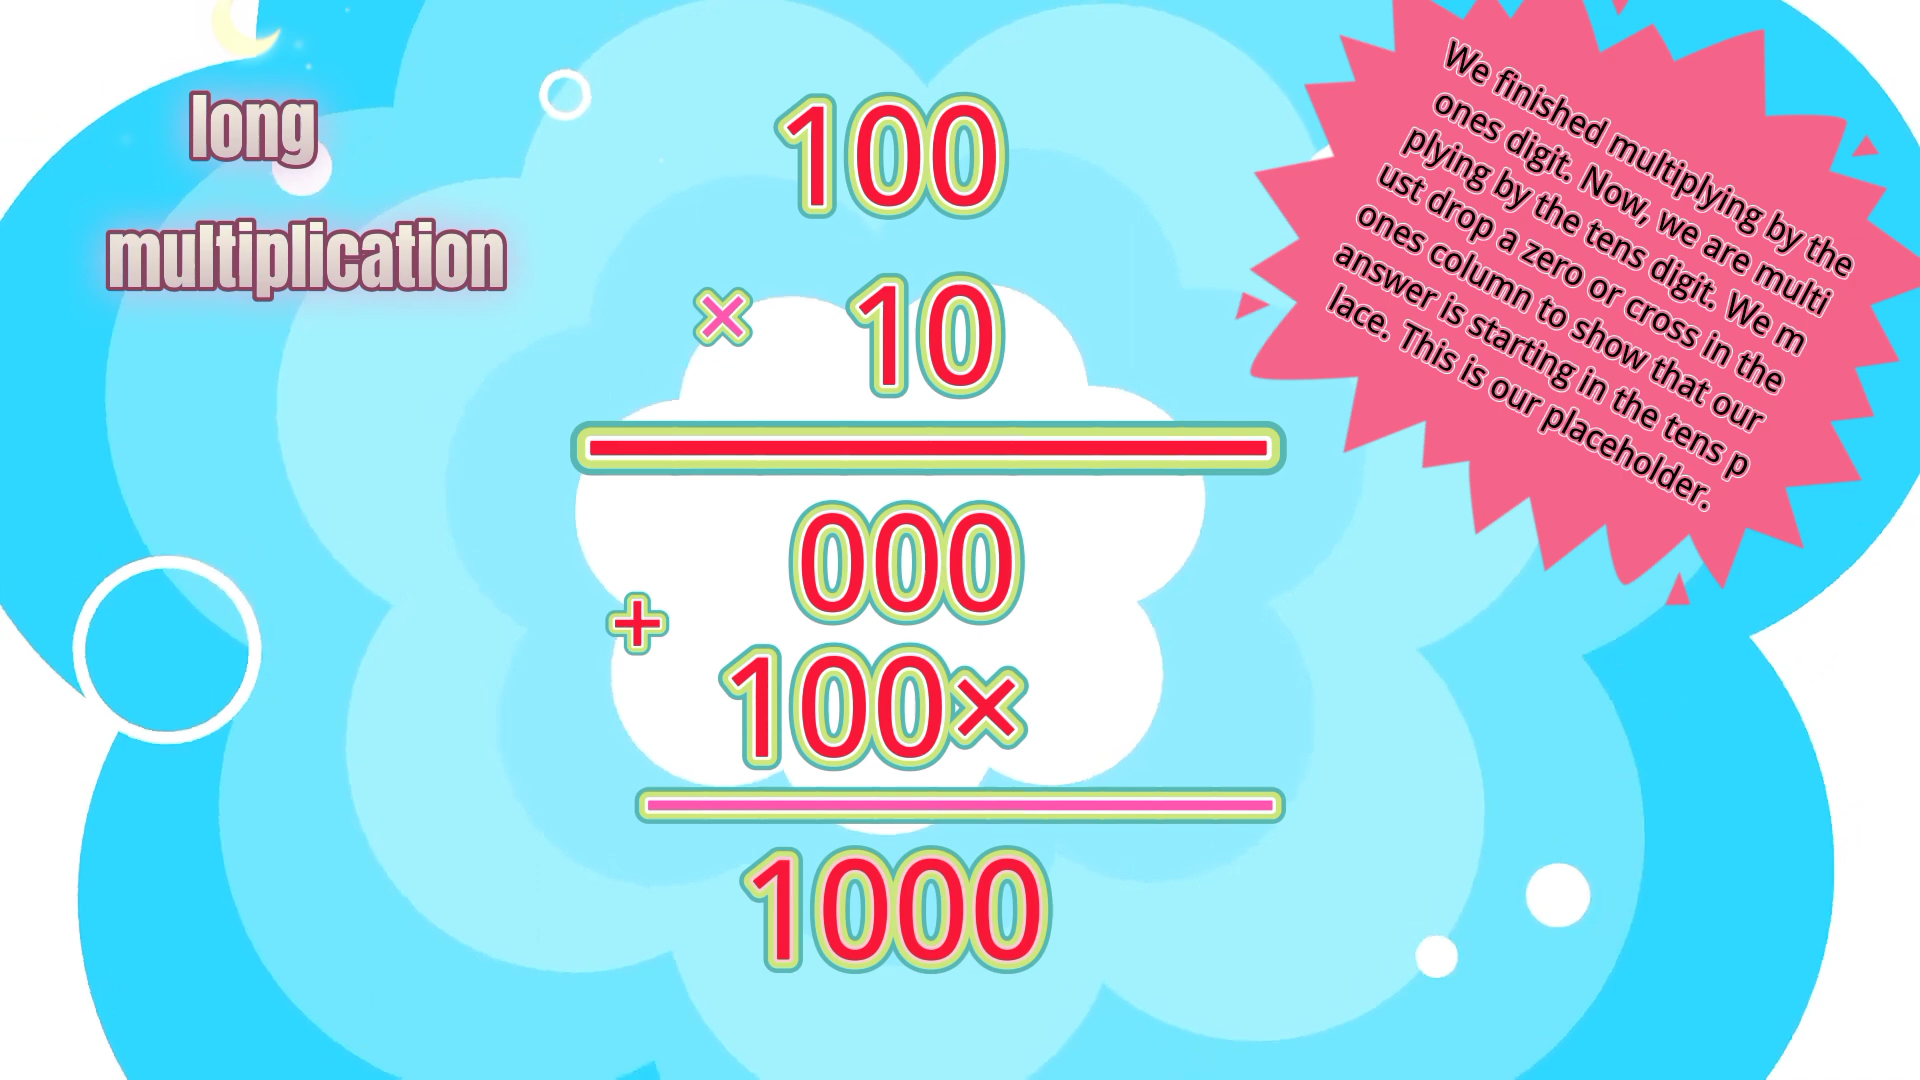 long
multiplication
100
× 10
000
+
100×
1000
We finished multiplying by the
ones digit. Now, we are multi
plying by the tens digit. We m
ust drop a zero or cross in the
ones column to show that our
answer is starting in the tens p
lace. This is our placeholder.